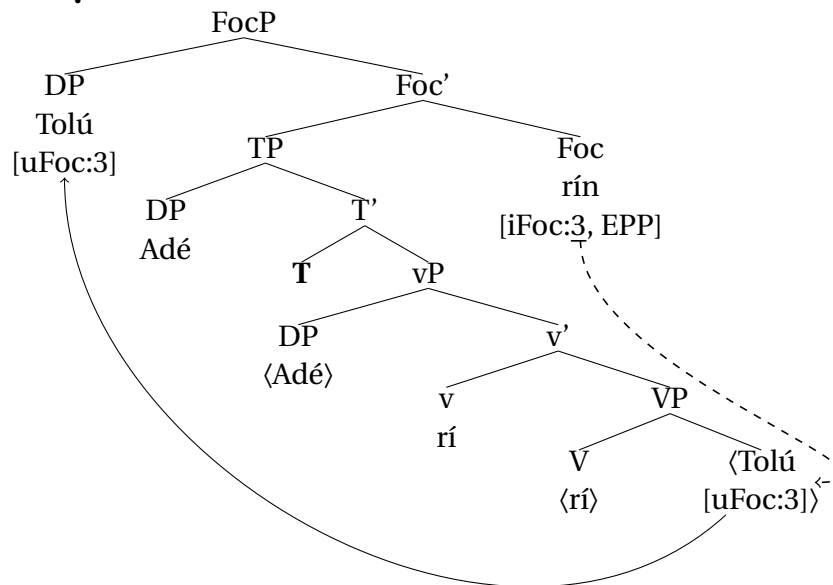 FocP
DP Foc’
Tolú
[uFoc:3]
TP Foc
rín
[iFoc:3, EPP]
DP T’
Adé
T vP
DP v’
⟨Adé⟩
v VP
rí
V ⟨Tolú
⟨rí⟩ [uFoc:3]⟩